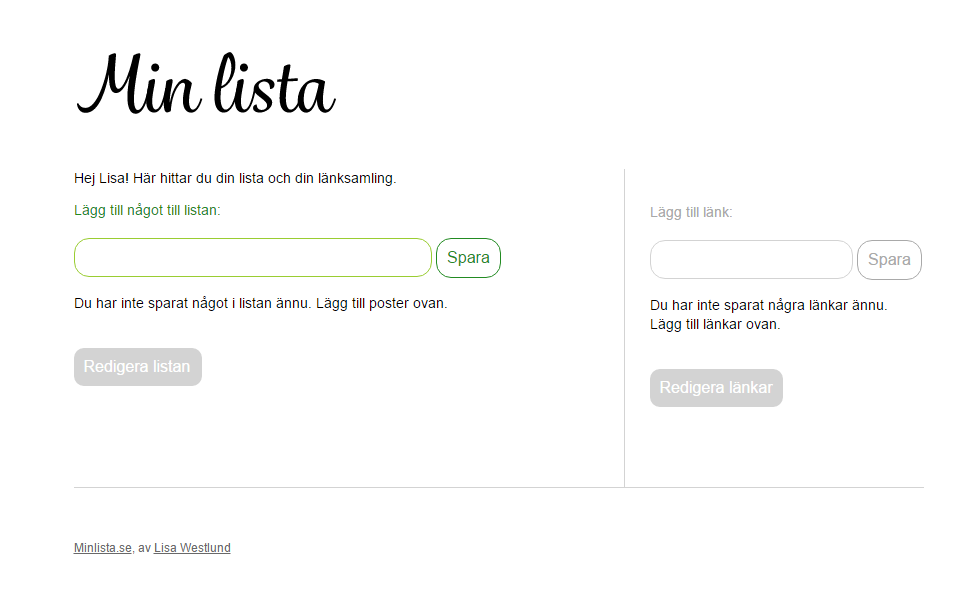 Min lista
Hej Lisa! Här hittar du din lista och din länksamling.
Lägg till något till listan:
Spara
Du har inte sparat något i listan ännu. Lägg till poster ovan.
Redigera listan
Lägg till länk:
Spara
Du har inte sparat några länkar ännu.
Lägg till länkar ovan.
Redigera länkar
Minlista.se, av Lisa Westlund